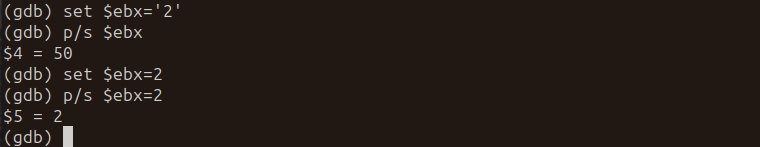 (gdb) set $ebx='2'
(gdb) p/s $ebx
$4 = 50
(gdb) set $ebx=2
(gdb) p/s $ebx=2
$5 = 2
(gdb)